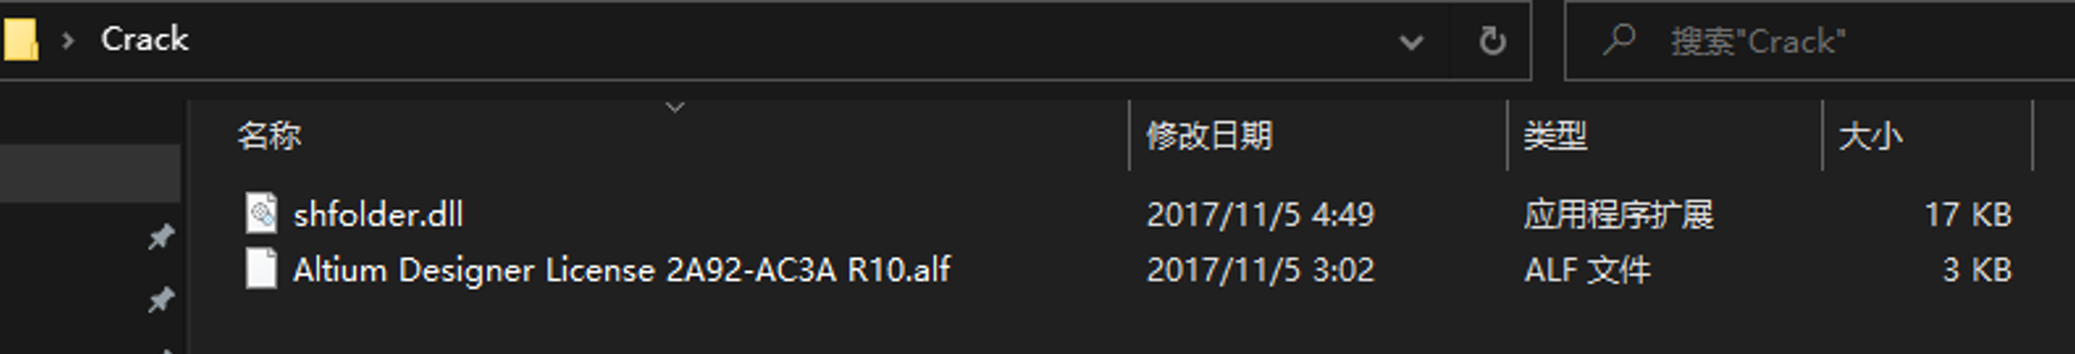 Crack
搜索"Crack"
名称 修改日期 类型 大小
shfolder.dll 2017/11/5 4:49 应用程序扩展 17 KB
Altium Designer License 2A92-AC3A R10.alf 2017/11/5 3:02 ALF 文件 3 KB